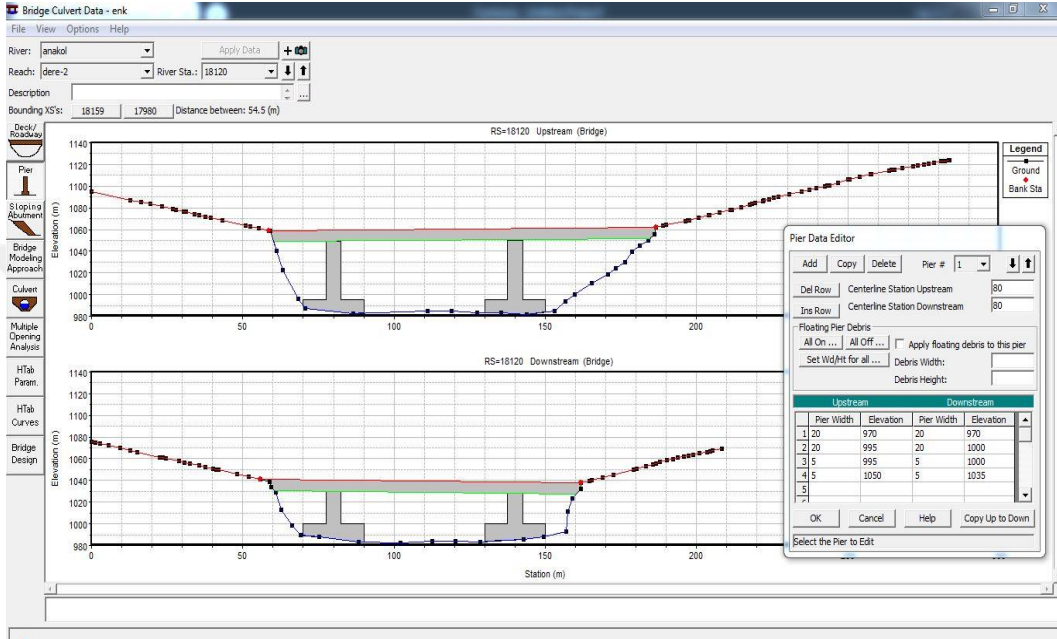 Bridge Culvert Data - enk
File View Options Help
River: anakol Apply Data +
Reach: dere-2 River Sta.: 18120
Description ...
Bounding XS's: 18159 17980 Distance between: 54.5 (m)
Deck/
Roadway
Pier
Sloping
Abutment
Bridge
Modeling
Approach
Culvert
Multiple
Opening
Analysis
HTab
Param.
HTab
Curves
Bridge
Design
RS=18120 Upstream (Bridge)
Elevation (m)
1140
1120
1100
1080
1060
1040
1020
1000
980
0 50 100 150 200
Legend
Ground
Bank Sta
RS=18120 Downstream (Bridge)
Elevation (m)
1140
1120
1100
1080
1060
1040
1020
1000
980
0 50 100 150 200
Station (m)
Pier Data Editor
Add Copy Delete Pier # 1
Del Row Centerline Station Upstream 80
Ins Row Centerline Station Downstream 80
Floating Pier Debris
All On ... All Off ... Apply floating debris to this pier
Set Wd/Ht for all ... Debris Width:
Debris Height:
Upstream Downstream
Pier Width Elevation Pier Width Elevation
1 20 970 20 970
2 20 995 20 1000
3 5 995 5 1000
4 5 1050 5 1035
5
OK Cancel Help Copy Up to Down
Select the Pier to Edit